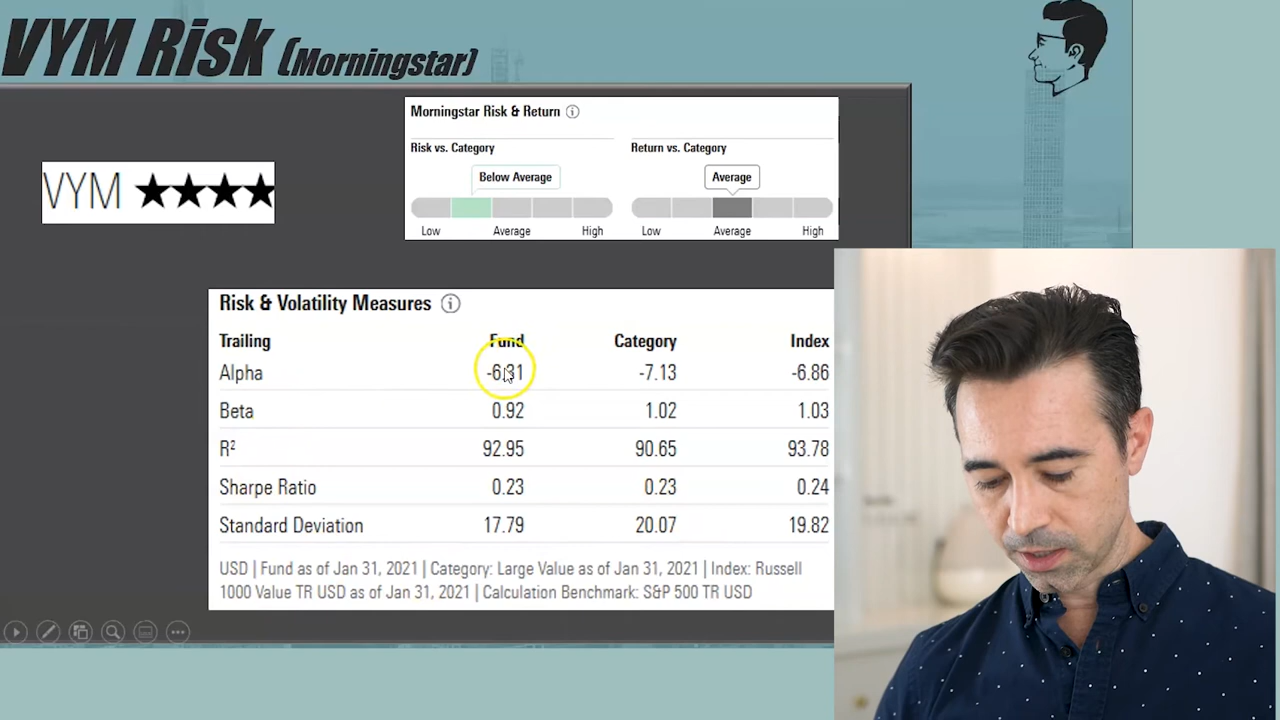 VYM Risk (Morningstar)
VYM ★★★★
Morningstar Risk & Return
Risk vs. Category
Return vs. Category
Below Average
Average
Low Average High
Low Average High
Risk & Volatility Measures
Trailing Fund Category Index
Alpha -6.31 -7.13 -6.86
Beta 0.92 1.02 1.03
R² 92.95 90.65 93.78
Sharpe Ratio 0.23 0.23 0.24
Standard Deviation 17.79 20.07 19.82
USD | Fund as of Jan 31, 2021 | Category: Large Value as of Jan 31, 2021 | Index: Russell
1000 Value TR USD as of Jan 31, 2021 | Calculation Benchmark: S&P 500 TR USD